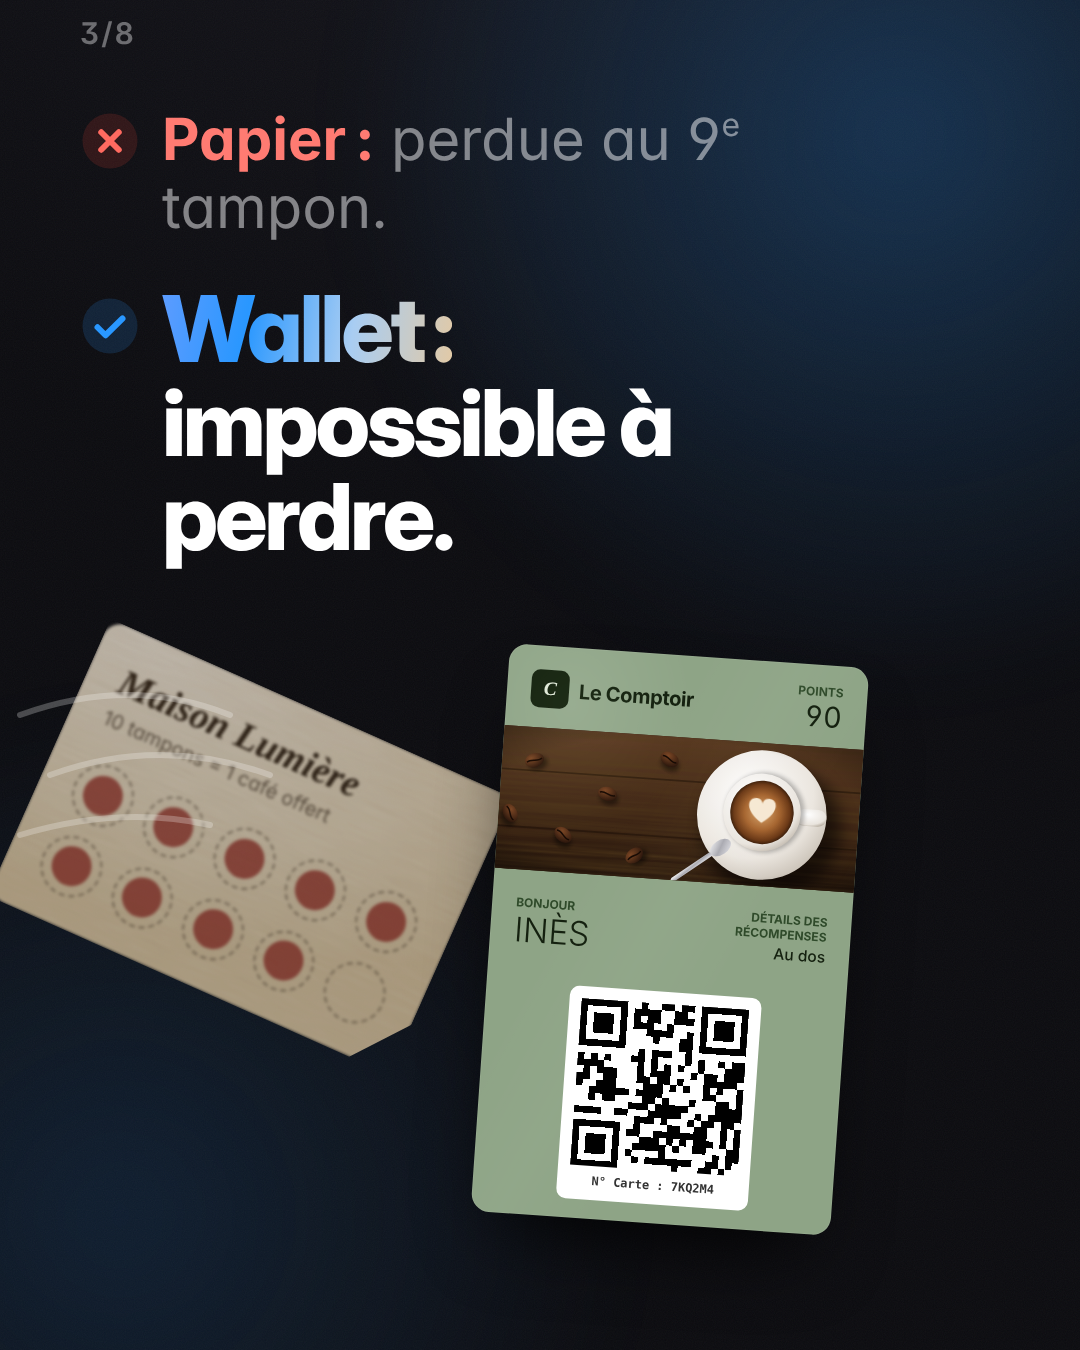 3/8
Papier : perdue au 9e
tampon.
Wallet :
impossible à
perdre.
Maison Lumière
10 tampons = 1 café offert
C Le Comptoir
POINTS
90
BONJOUR
INÈS
DÉTAILS DES
RÉCOMPENSES
Au dos
N° Carte : 7KQ2M4